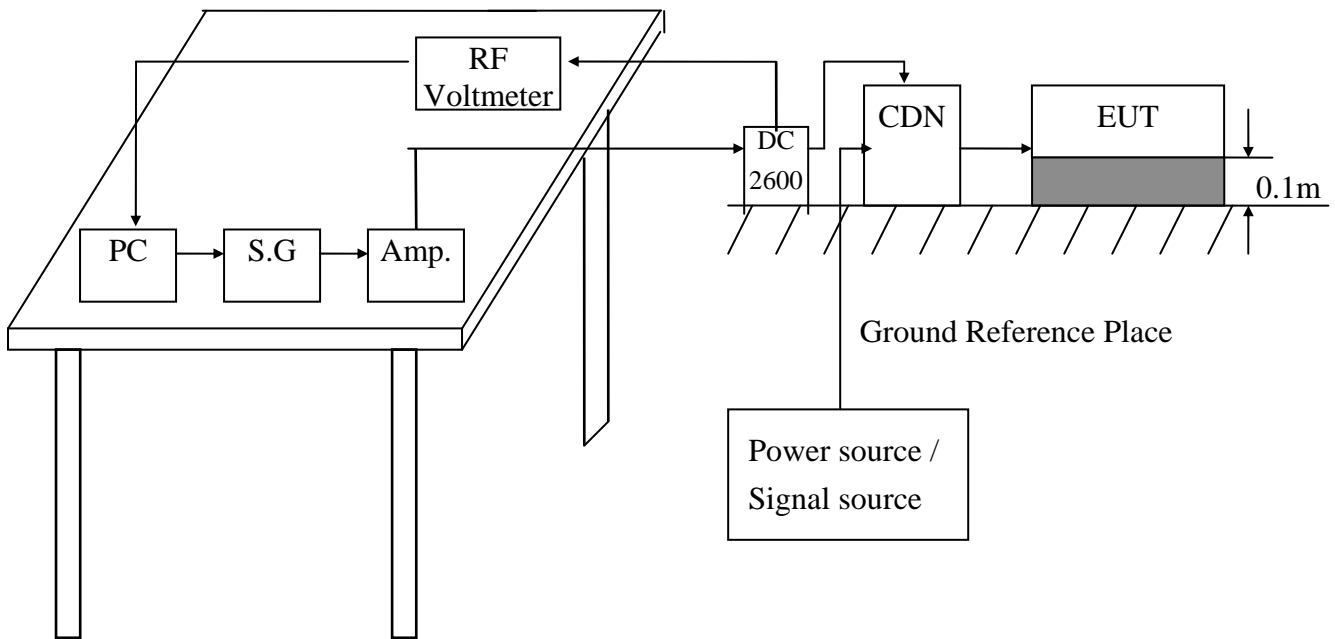 RF
Voltmeter
CDN
EUT
DC
2600
0.1m
PC
S.G
Amp.
Ground Reference Place
Power source /
Signal source